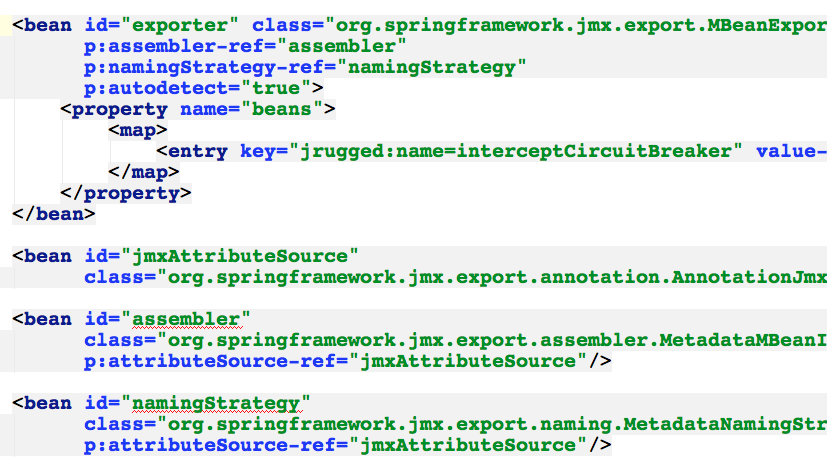 <bean id="exporter" class="org.springframework.jmx.export.MBeanExpor
p:assembler-ref="assembler"
p:namingStrategy-ref="namingStrategy"
p:autodetect="true">
<property name="beans">
<map>
<entry key="jrugged:name=interceptCircuitBreaker" value-
</map>
</property>
</bean>
<bean id="jmxAttributeSource"
class="org.springframework.jmx.export.annotation.AnnotationJmx
<bean id="assembler"
class="org.springframework.jmx.export.assembler.MetadataMBeanI
p:attributeSource-ref="jmxAttributeSource"/>
<bean id="namingStrategy"
class="org.springframework.jmx.export.naming.MetadataNamingStr
p:attributeSource-ref="jmxAttributeSource"/>